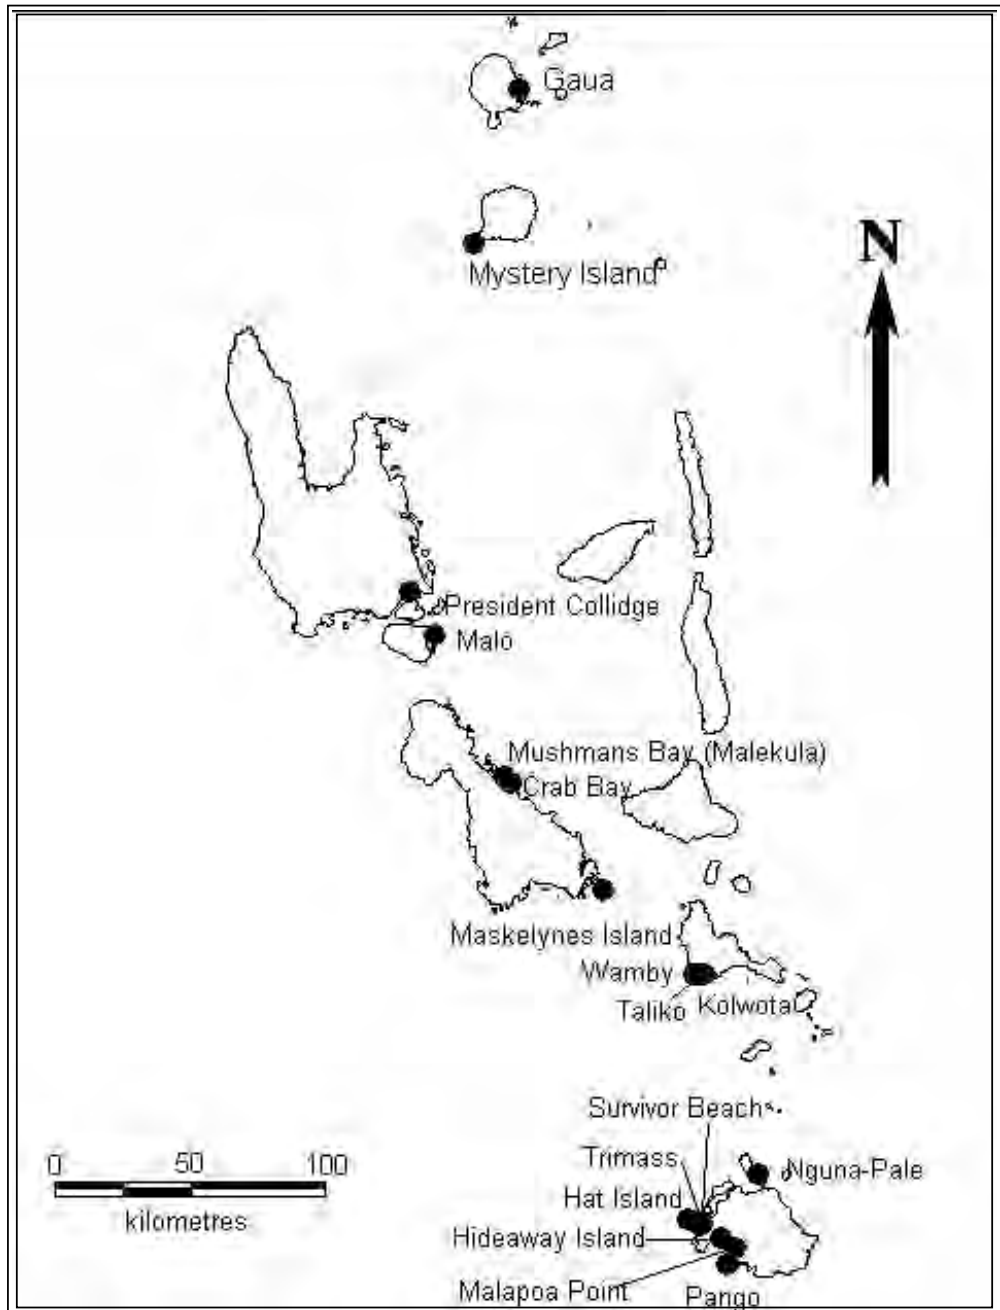 Gaua
N
Mystery Island
President Collidge
Malo
Mushmans Bay (Malekula)
Crab Bay
Maskelynes Island
Wamby
Taliko Kolwota
Survivor Beach
Trimass
Nguna-Pale
Hat Island
Hideaway Island
Malapoa Point
Pango
0 50 100
kilometres